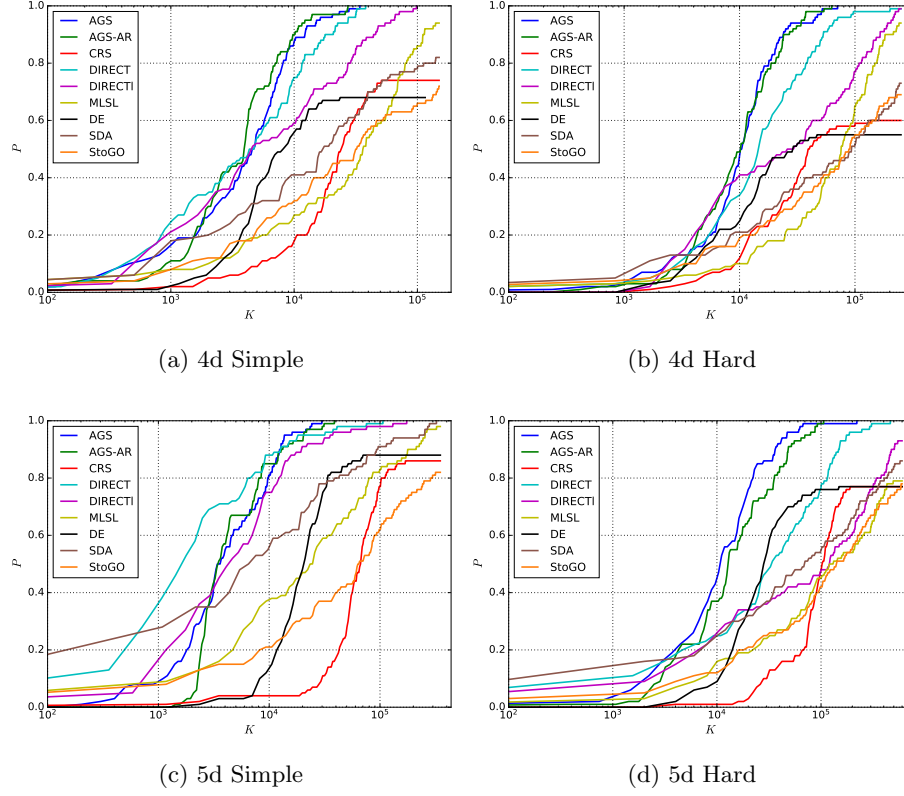 1.0
0.8
0.6
0.4
0.2
0.0
P
10^2
10^3
10^4
10^5
K
AGS
AGS-AR
CRS
DIRECT
DIRECTl
MLSL
DE
SDA
StoGO
(a) 4d Simple
1.0
0.8
0.6
0.4
0.2
0.0
P
10^2
10^3
10^4
10^5
K
AGS
AGS-AR
CRS
DIRECT
DIRECTl
MLSL
DE
SDA
StoGO
(b) 4d Hard
1.0
0.8
0.6
0.4
0.2
0.0
P
10^2
10^3
10^4
10^5
K
AGS
AGS-AR
CRS
DIRECT
DIRECTl
MLSL
DE
SDA
StoGO
(c) 5d Simple
1.0
0.8
0.6
0.4
0.2
0.0
P
10^2
10^3
10^4
10^5
K
AGS
AGS-AR
CRS
DIRECT
DIRECTl
MLSL
DE
SDA
StoGO
(d) 5d Hard